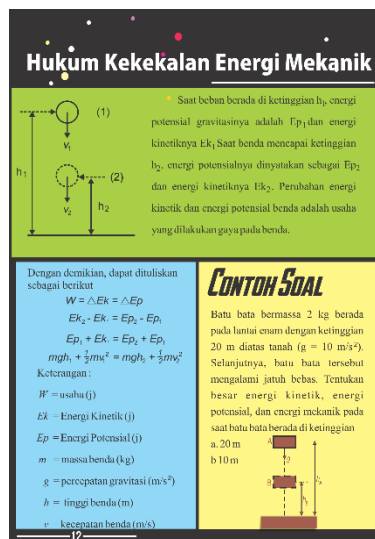 Hukum Kekekalan Energi Mekanik
(1)
v₁
h₁
(2)
v₂
h₂
Saat beban berada di ketinggian h₁, energi
potensial gravitasinya adalah Ep₁ dan energi
kinetiknya Ek₁ Saat benda mencapai ketinggian
h₂, energi potensialnya dinyatakan sebagai Ep₂
dan energi kinetiknya Ek₂. Perubahan energi
kinetik dan energi potensial benda adalah usaha
yang dilakukan gaya pada benda.
Dengan demikian, dapat dituliskan
sebagai berikut
W = △Ek = △Ep
Ek₂ - Ek₁ = Ep₂ - Ep₁
Ep₁ + Ek₁ = Ep₂ + Ep₁
mgh₁ + ½mv₁² = mgh₂ + ½mv₂²
Keterangan :
W = usaha (j)
Ek = Energi Kinetik (j)
Ep = Energi Potensial (j)
m = massa benda (kg)
g = percepatan gravitasi (m/s²)
h = tinggi benda (m)
v kecepatan benda (m/s)
12
CONTOH SOAL
Batu bata bermassa 2 kg berada
pada lantai enam dengan ketinggian
20 m diatas tanah (g = 10 m/s²).
Selanjutnya, batu bata tersebut
mengalami jatuh bebas. Tentukan
besar energi kinetik, energi
potensial, dan energi mekanik pada
saat batu bata berada di ketinggian
a. 20 m
b 10 m
A
2
B